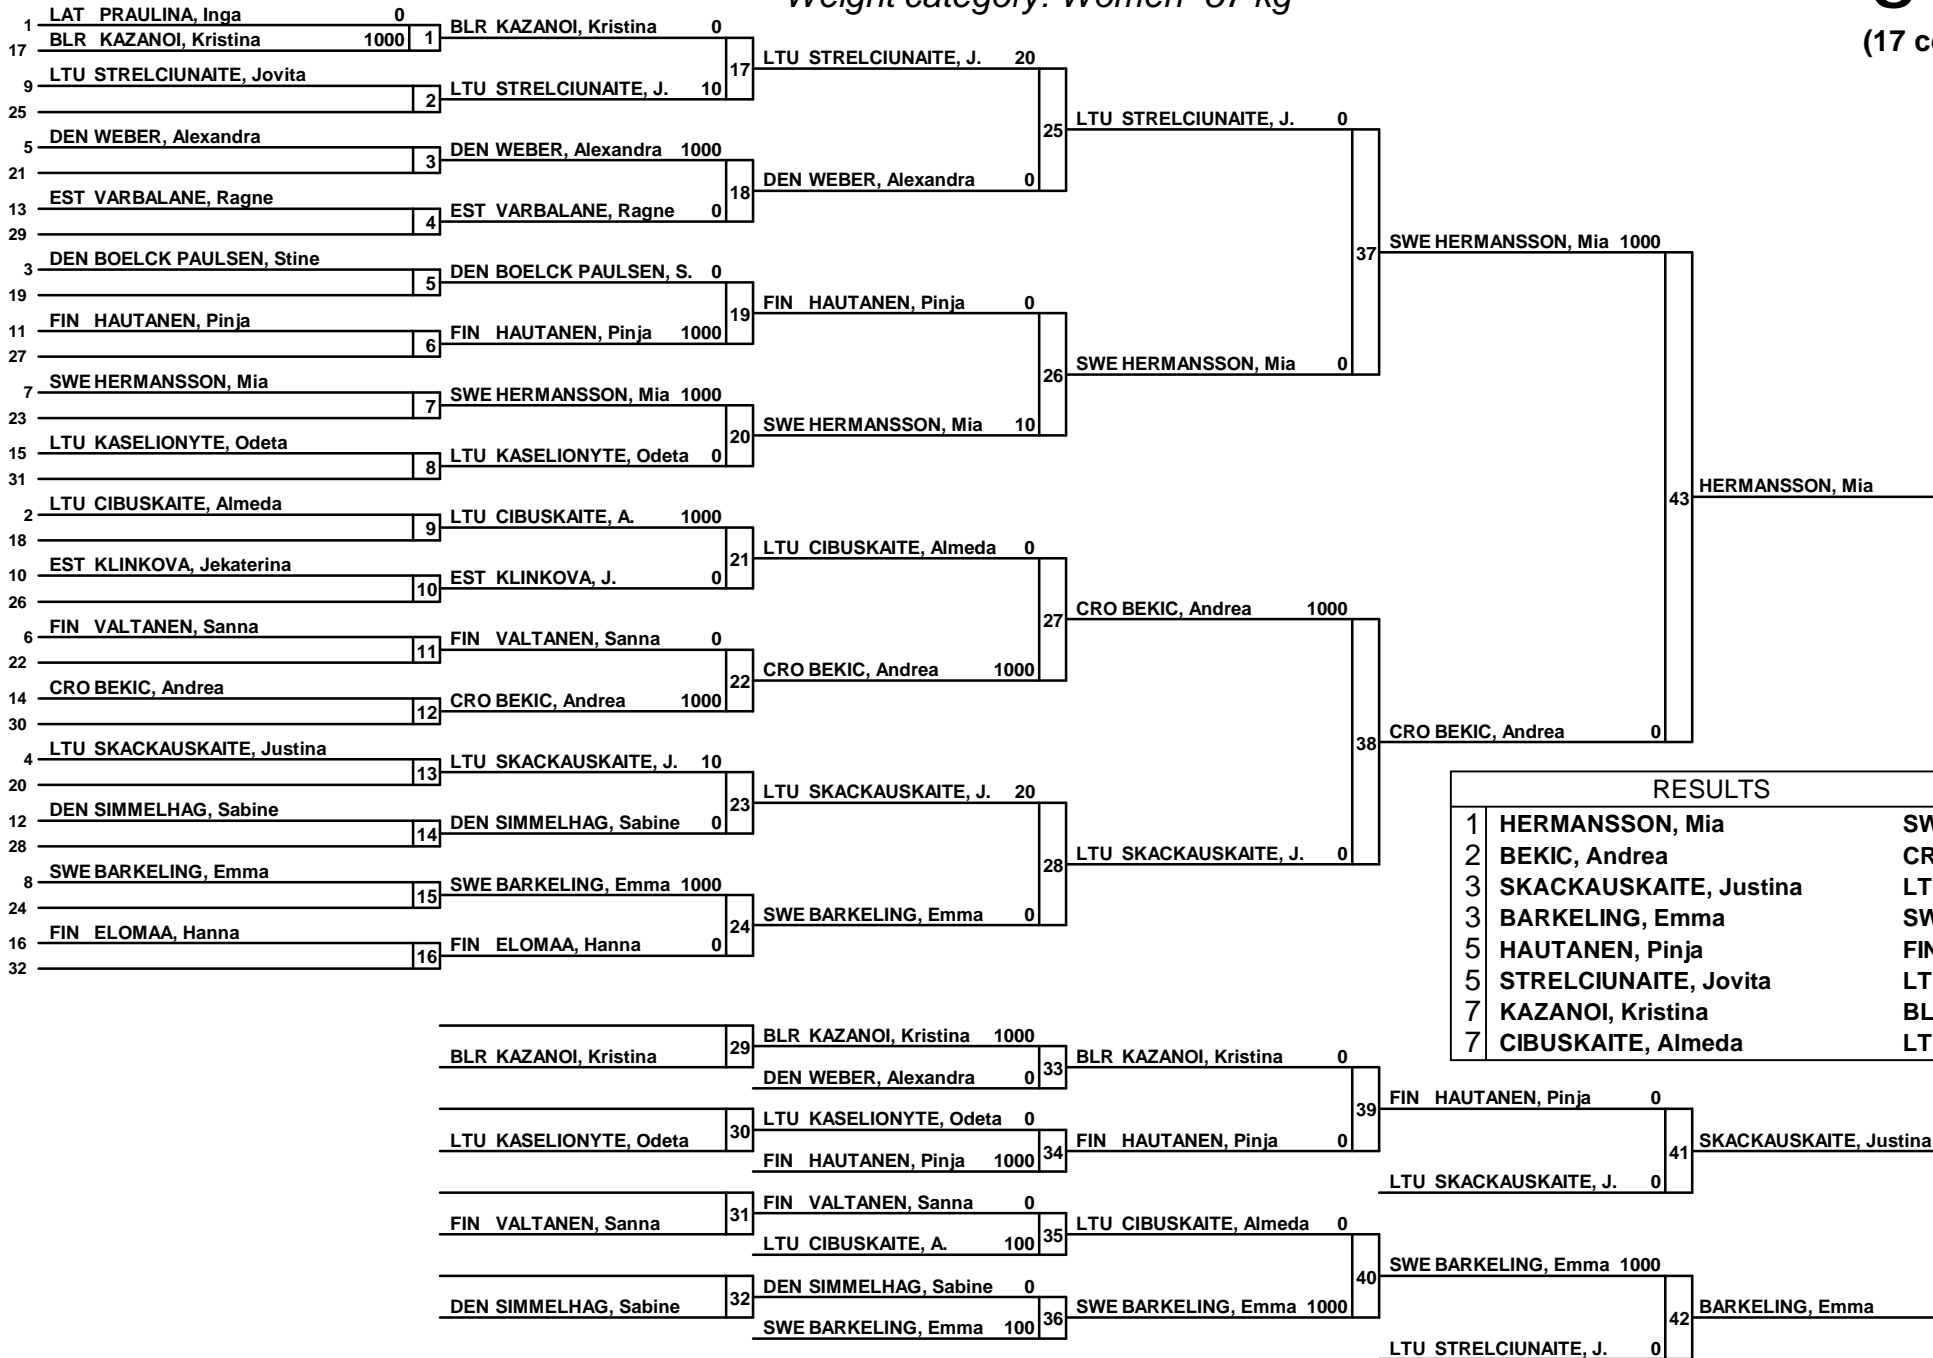 Weight category: Women -57 kg
(17 c
1 LAT PRAULINA, Inga 0
17 BLR KAZANOI, Kristina 1000 1
9 LTU STRELCIUNAITE, Jovita
25 2
5 DEN WEBER, Alexandra
21 3
13 EST VARBALANE, Ragne
29 4
3 DEN BOELCK PAULSEN, Stine
19 5
11 FIN HAUTANEN, Pinja
27 6
7 SWE HERMANSSON, Mia
23 7
15 LTU KASELIONYTE, Odeta
31 8
2 LTU CIBUSKAITE, Almeda
18 9
10 EST KLINKOVA, Jekaterina
26 10
6 FIN VALTANEN, Sanna
22 11
14 CRO BEKIC, Andrea
30 12
4 LTU SKACKAUSKAITE, Justina
20 13
12 DEN SIMMELHAG, Sabine
28 14
8 SWE BARKELING, Emma
24 15
16 FIN ELOMAA, Hanna
32 16
BLR KAZANOI, Kristina 0
17
LTU STRELCIUNAITE, J. 10
DEN WEBER, Alexandra 1000
18
EST VARBALANE, Ragne 0
DEN BOELCK PAULSEN, S. 0
19
FIN HAUTANEN, Pinja 1000
SWE HERMANSSON, Mia 1000
20
LTU KASELIONYTE, Odeta 0
LTU CIBUSKAITE, A. 1000
21
EST KLINKOVA, J. 0
FIN VALTANEN, Sanna 0
22
CRO BEKIC, Andrea 1000
LTU SKACKAUSKAITE, J. 10
23
DEN SIMMELHAG, Sabine 0
SWE BARKELING, Emma 1000
24
FIN ELOMAA, Hanna 0
LTU STRELCIUNAITE, J. 20
25
DEN WEBER, Alexandra 0
FIN HAUTANEN, Pinja 0
26
SWE HERMANSSON, Mia 10
LTU CIBUSKAITE, Almeda 0
27
CRO BEKIC, Andrea 1000
LTU SKACKAUSKAITE, J. 20
28
SWE BARKELING, Emma 0
LTU STRELCIUNAITE, J. 0
37
SWE HERMANSSON, Mia 0
CRO BEKIC, Andrea 1000
38
LTU SKACKAUSKAITE, J. 0
SWE HERMANSSON, Mia 1000
43
CRO BEKIC, Andrea 0
HERMANSSON, Mia
RESULTS
1 HERMANSSON, Mia SW
2 BEKIC, Andrea CR
3 SKACKAUSKAITE, Justina LT
3 BARKELING, Emma SW
5 HAUTANEN, Pinja FIN
5 STRELCIUNAITE, Jovita LT
7 KAZANOI, Kristina BL
7 CIBUSKAITE, Almeda LT
BLR KAZANOI, Kristina 29
LTU KASELIONYTE, Odeta 30
FIN VALTANEN, Sanna 31
DEN SIMMELHAG, Sabine 32
BLR KAZANOI, Kristina 1000
33
DEN WEBER, Alexandra 0
LTU KASELIONYTE, Odeta 0
34
FIN HAUTANEN, Pinja 1000
FIN VALTANEN, Sanna 0
35
LTU CIBUSKAITE, A. 100
DEN SIMMELHAG, Sabine 0
36
SWE BARKELING, Emma 100
BLR KAZANOI, Kristina 0
39
FIN HAUTANEN, Pinja 0
LTU CIBUSKAITE, Almeda 0
40
SWE BARKELING, Emma 1000
FIN HAUTANEN, Pinja 0
41
LTU SKACKAUSKAITE, J. 0
SWE BARKELING, Emma 1000
42
LTU STRELCIUNAITE, J. 0
SKACKAUSKAITE, Justina
BARKELING, Emma